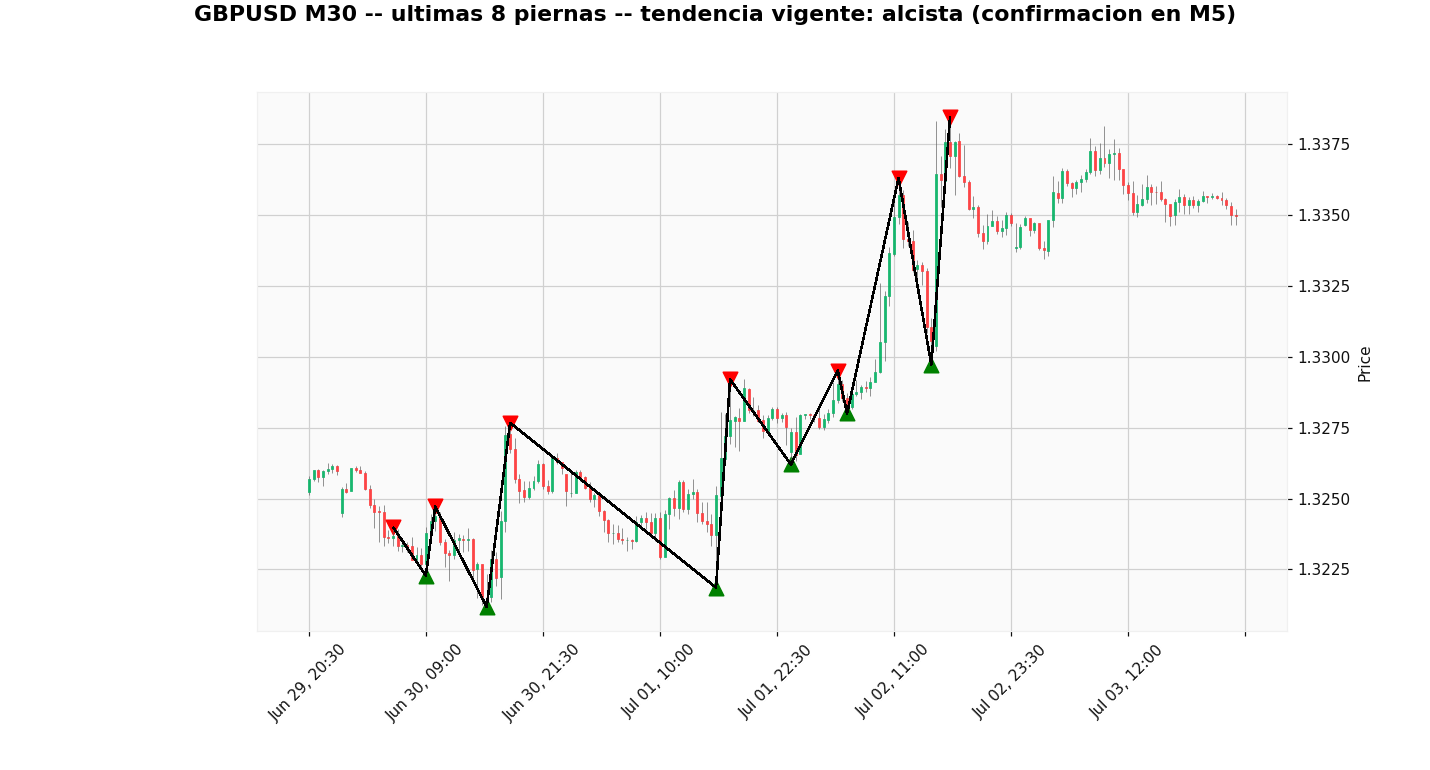 GBPUSD M30 -- ultimas 8 piernas -- tendencia vigente: alcista (confirmacion en M5)
1.3375
1.3350
1.3325
1.3300
1.3275
1.3250
1.3225
Price
Jun 29, 20:30
Jun 30, 09:00
Jun 30, 21:30
Jul 01, 10:00
Jul 01, 22:30
Jul 02, 11:00
Jul 02, 23:30
Jul 03, 12:00